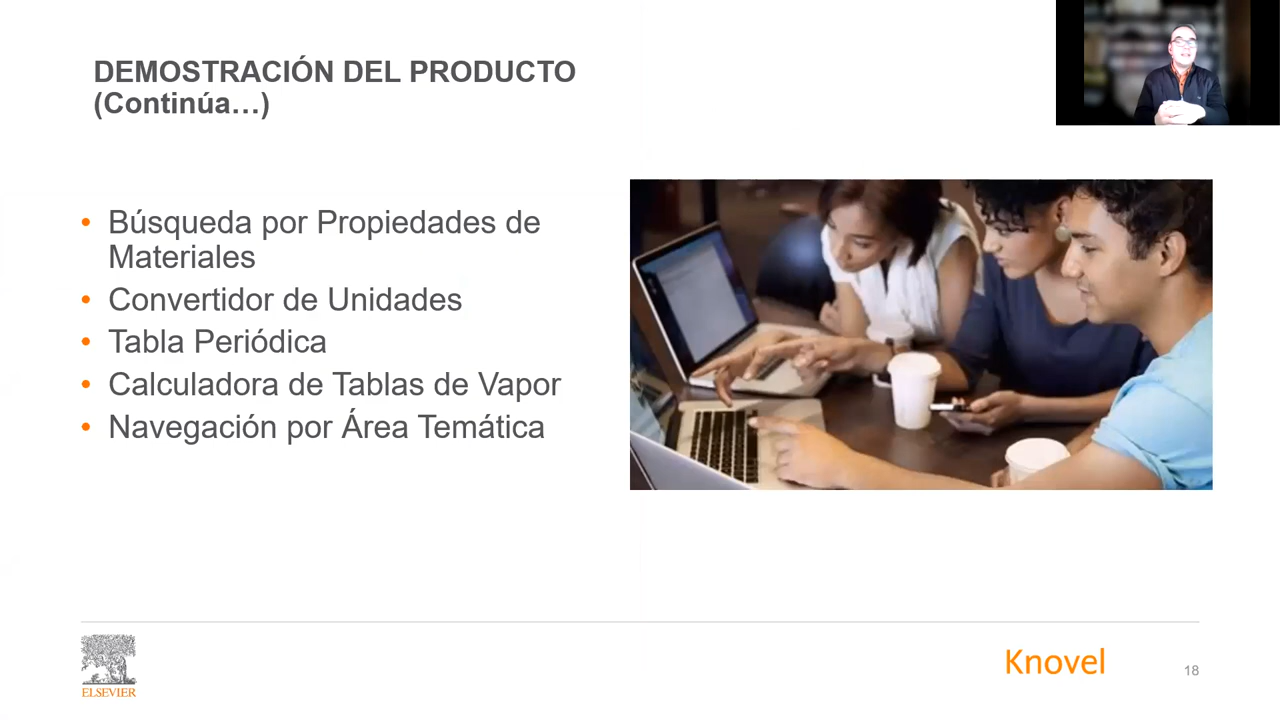 DEMOSTRACIÓN DEL PRODUCTO
(Continúa…)
• Búsqueda por Propiedades de
Materiales
• Convertidor de Unidades
• Tabla Periódica
• Calculadora de Tablas de Vapor
• Navegación por Área Temática
ELSEVIER
Knovel
18